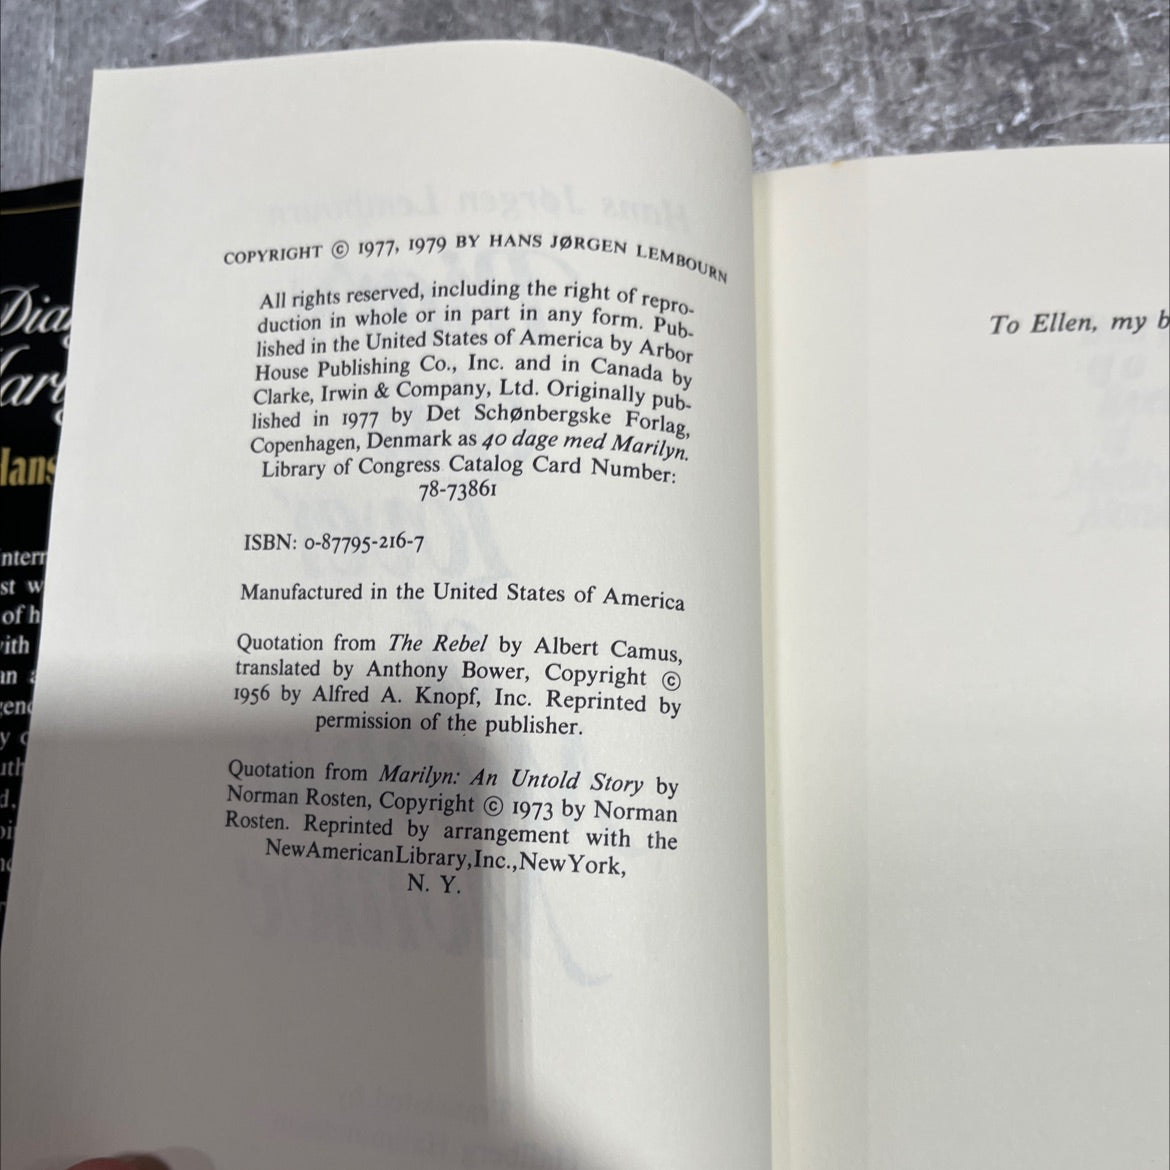 COPYRIGHT © 1977, 1979 BY HANS JØRGEN LEMBOURN
All rights reserved, including the right of repro-
duction in whole or in part in any form. Pub-
lished in the United States of America by Arbor
House Publishing Co., Inc. and in Canada by
Clarke, Irwin & Company, Ltd. Originally pub-
lished in 1977 by Det Schønbergske Forlag,
Copenhagen, Denmark as 40 dage med Marilyn.
Library of Congress Catalog Card Number:
78-73861
ISBN: 0-87795-216-7
Manufactured in the United States of America
Quotation from The Rebel by Albert Camus,
translated by Anthony Bower, Copyright ©
1956 by Alfred A. Knopf, Inc. Reprinted by
permission of the publisher.
Quotation from Marilyn: An Untold Story by
Norman Rosten, Copyright © 1973 by Norman
Rosten. Reprinted by arrangement with the
New American Library, Inc., New York,
N. Y.
To Ellen, my